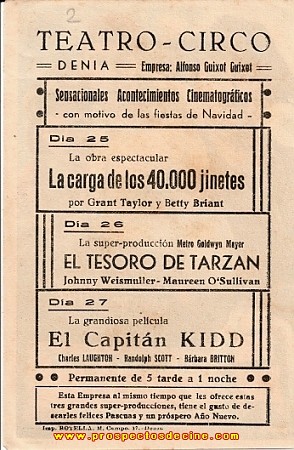 2
TEATRO-CIRCO
DENIA Empresa: Alfonso Guixot Guixot
Sensacionales Acontecimientos Cinematográficos
- con motivo de las fiestas de Navidad -
Día 25
La obra espectacular
La carga de los 40.000 jinetes
por Grant Taylor y Betty Briant
Día 26
La super-producción Metro Goldwyn Mayer
EL TESORO DE TARZAN
Johnny Weismuller - Maureen O'Sullivan
Día 27
La grandiosa película
El Capitán KIDD
Charles LAUGHTON - Randolph SCOTT - Bárbara BRITTON
Permanente de 5 tarde a 1 noche
Esta Empresa al mismo tiempo que les ofrece estas
tres grandes super-producciones, tiene el gusto de de-
searles felices Pascuas y un próspero Año Nuevo.
Imp. BOTELLA. M. Campo, 17.-Denia
www.prospectosdecine.com